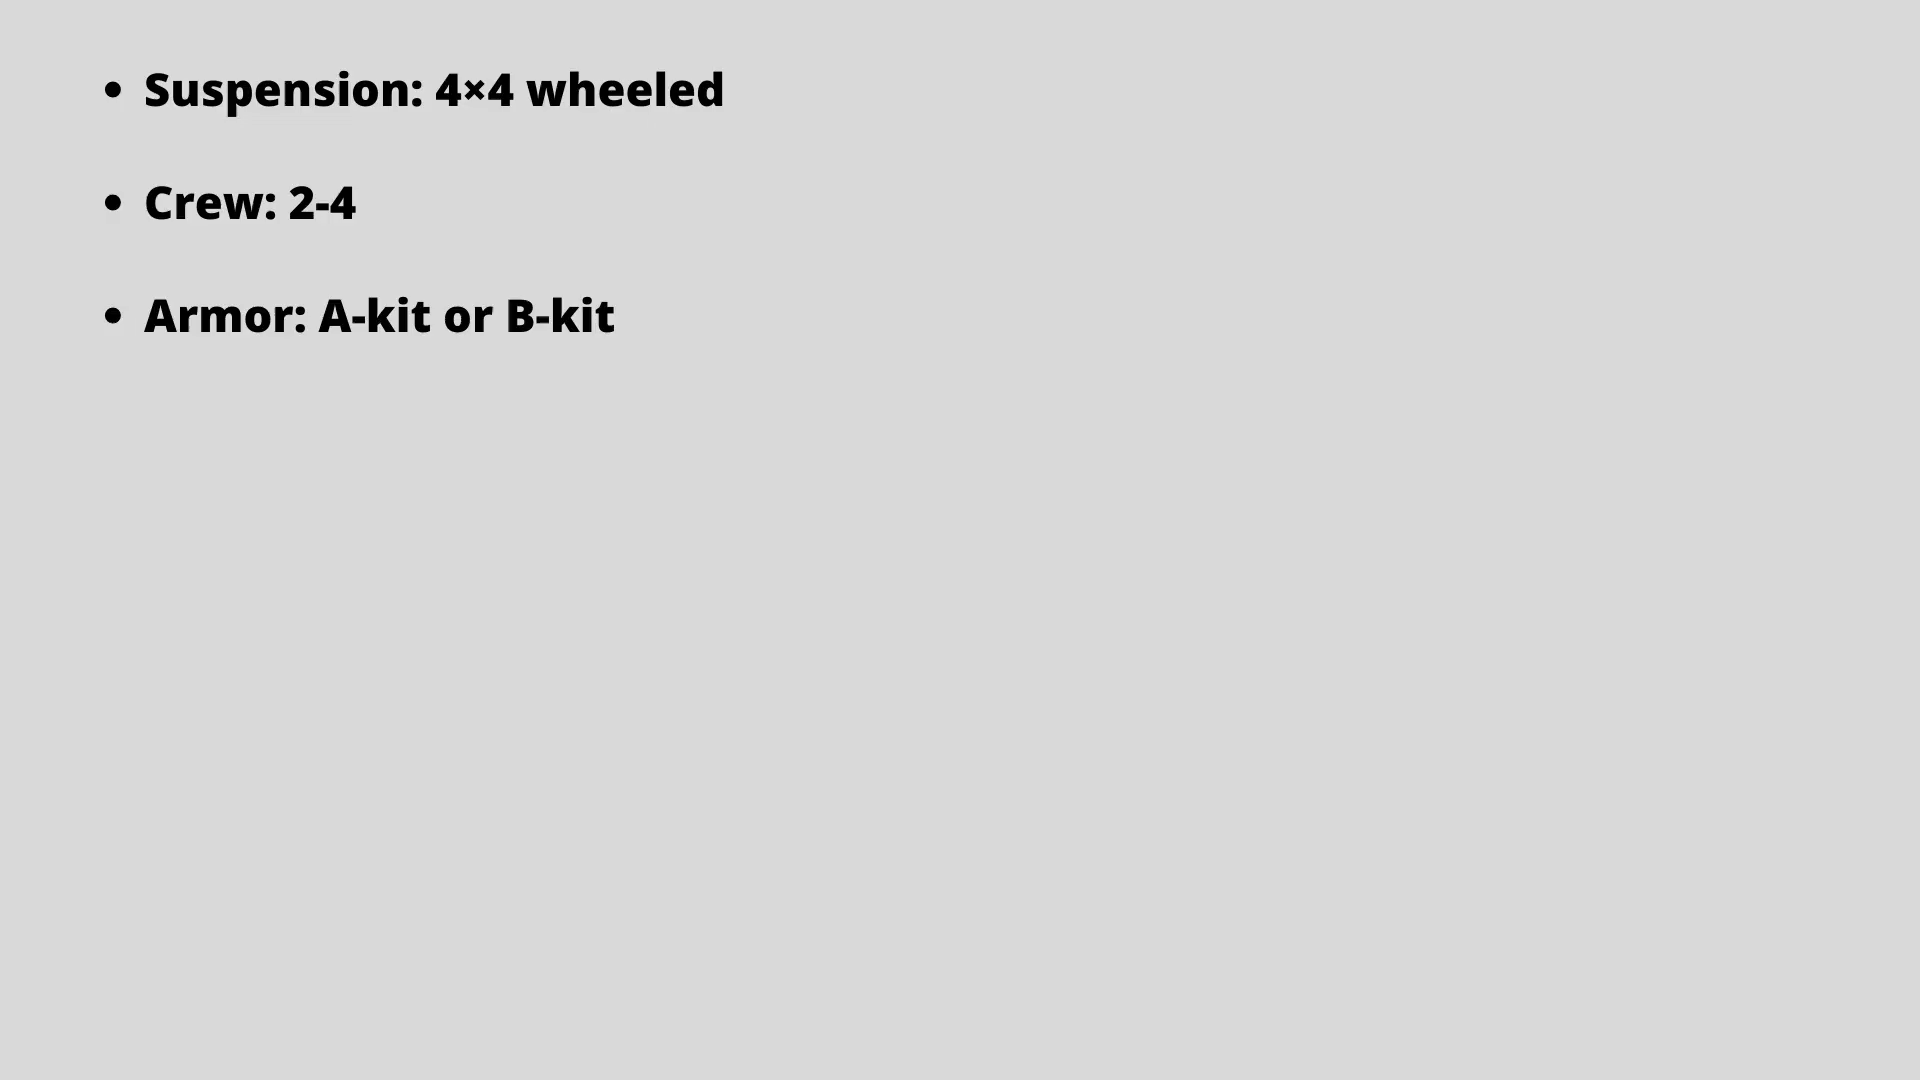 • Suspension: 4×4 wheeled
• Crew: 2-4
• Armor: A-kit or B-kit